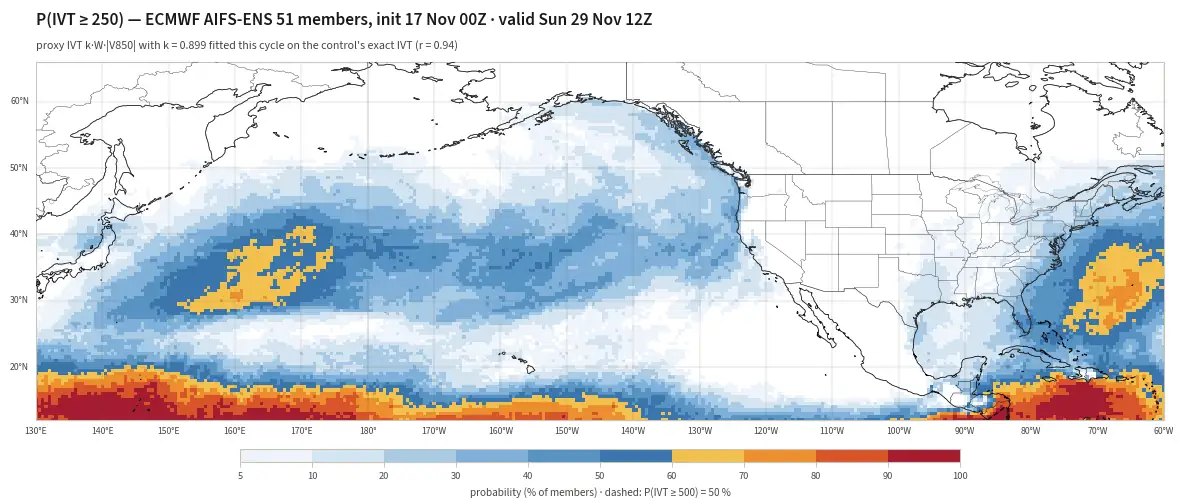 P(IVT ≥ 250) — ECMWF AIFS-ENS 51 members, init 17 Nov 00Z · valid Sun 29 Nov 12Z
proxy IVT k·W·|V850| with k = 0.899 fitted this cycle on the control's exact IVT (r = 0.94)
60°N
50°N
40°N
30°N
20°N
130°E 140°E 150°E 160°E 170°E 180° 170°W 160°W 150°W 140°W 130°W 120°W 110°W 100°W 90°W 80°W 70°W 60°W
5 10 20 30 40 50 60 70 80 90 100
probability (% of members) · dashed: P(IVT ≥ 500) = 50 %